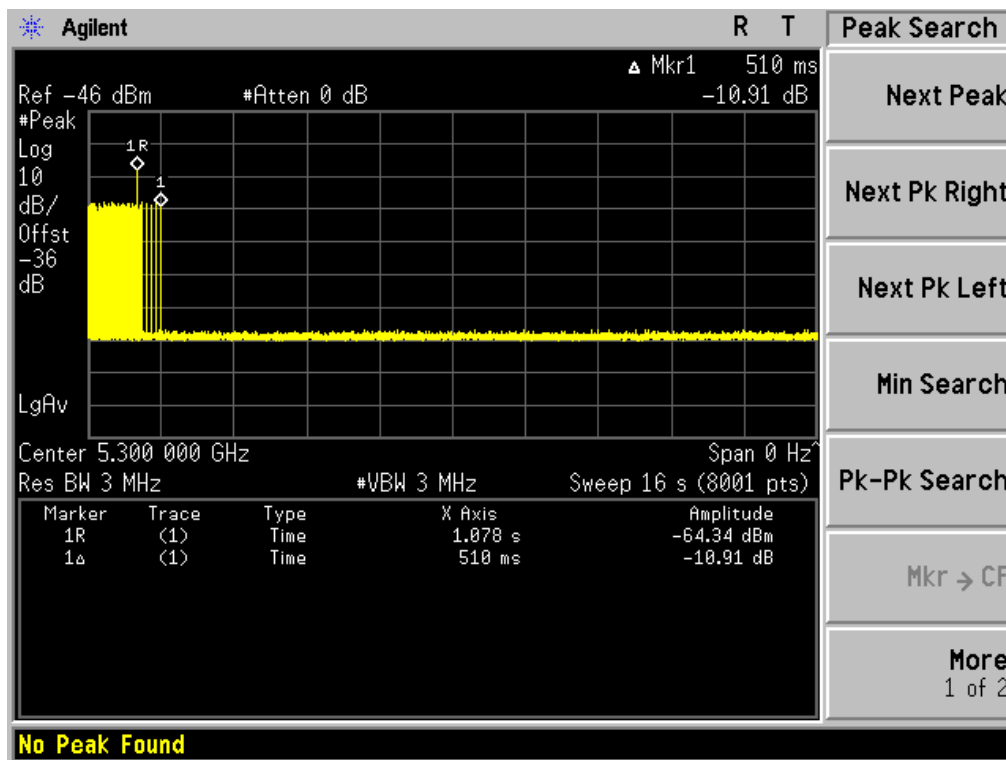 Agilent R T
Peak Search
▵ Mkr1 510 ms
Ref −46 dBm #Atten 0 dB −10.91 dB
#Peak
Log
10
dB/
Offst
−36
dB
1R
1
LgAv
Center 5.300 000 GHz Span 0 Hz^
Res BW 3 MHz #VBW 3 MHz Sweep 16 s (8001 pts)
Marker Trace Type X Axis Amplitude
1R (1) Time 1.078 s −64.34 dBm
1▵ (1) Time 510 ms −10.91 dB
Next Peak
Next Pk Right
Next Pk Left
Min Search
Pk−Pk Search
Mkr → CF
More
1 of 2
No Peak Found